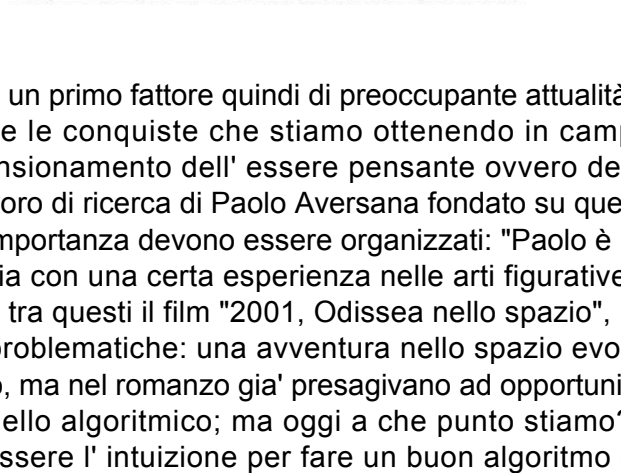 un primo fattore quindi di preoccupante attualità
e le conquiste che stiamo ottenendo in camp
nsionamento dell' essere pensante ovvero de
oro di ricerca di Paolo Aversana fondato su que
mportanza devono essere organizzati: "Paolo è
ia con una certa esperienza nelle arti figurative
tra questi il film "2001, Odissea nello spazio",
problematiche: una avventura nello spazio evo
o, ma nel romanzo gia' presagivano ad opportuni
ello algoritmico; ma oggi a che punto stiamo?
ssere l' intuizione per fare un buon algoritmo